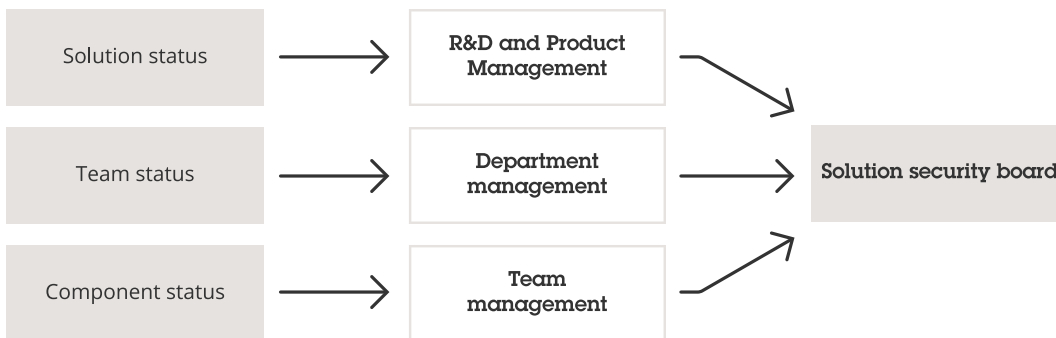 Solution status
R&D and Product
Management
Team status
Department
management
Solution security board
Component status
Team
management